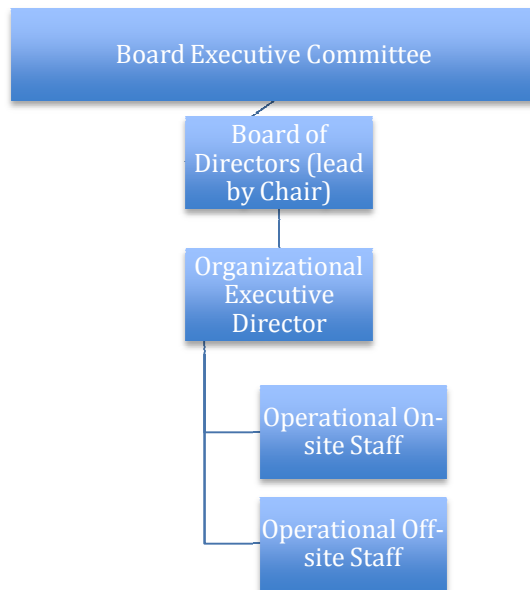 Board Executive Committee
Board of
Directors (lead
by Chair)
Organizational
Executive
Director
Operational On-
site Staff
Operational Off-
site Staff